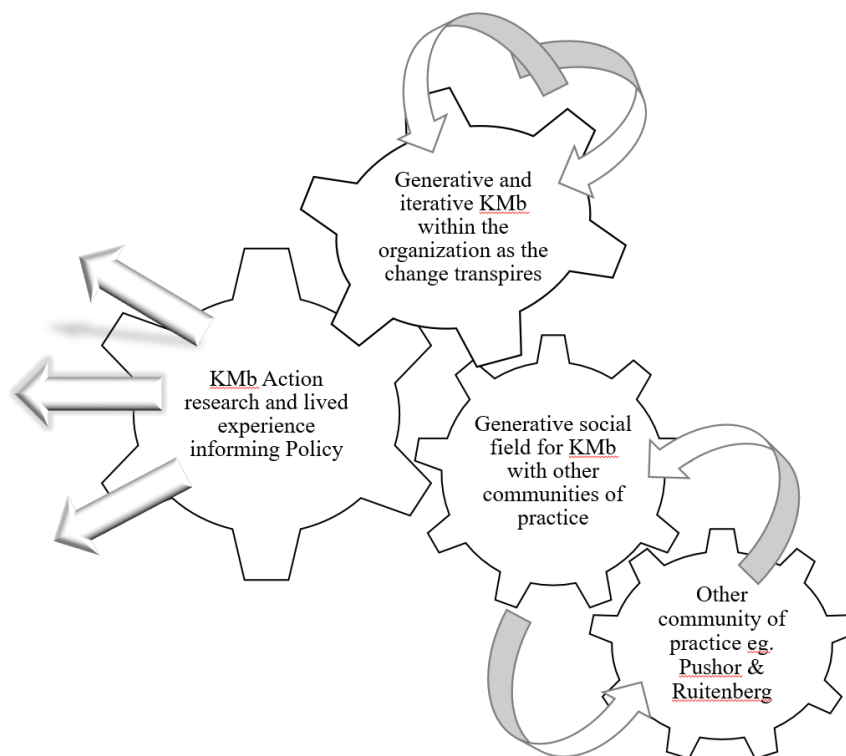 Generative and
iterative KMb
within the
organization as the
change transpires
KMb Action
research and lived
experience
informing Policy
Generative social
field for KMb
with other
communities of
practice
Other
community of
practice eg.
Pushor &
Ruitenberg